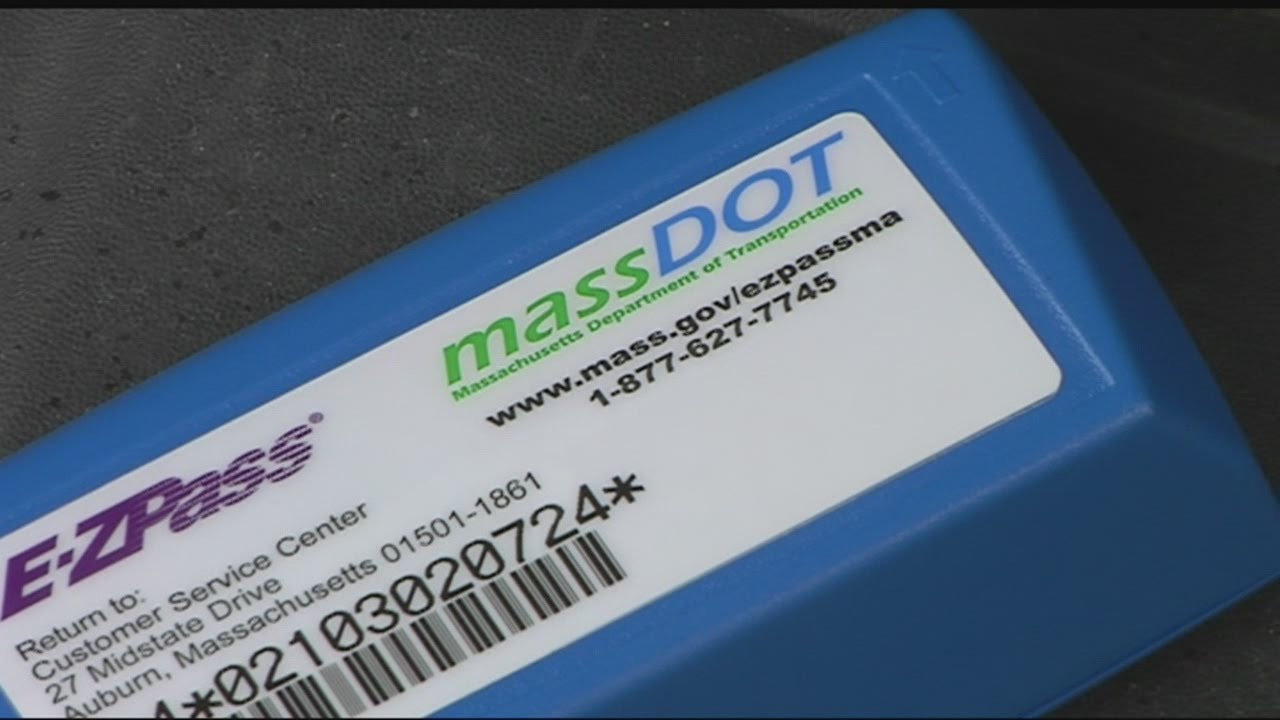 massDOT
Massachusetts Department of Transportation
www.mass.gov/ezpassma
1-877-627-7745
E-ZPass®
Return to:
Customer Service Center
27 Midstate Drive
Auburn, Massachusetts 01501-1861
4*02103020724*